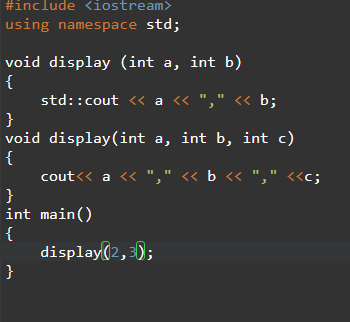 #include <iostream>
using namespace std;
void display (int a, int b)
{
    std::cout << a << "," << b;
}
void display(int a, int b, int c)
{
    cout<< a << "," << b << "," <<c;
}
int main()
{
    display(2,3);
}